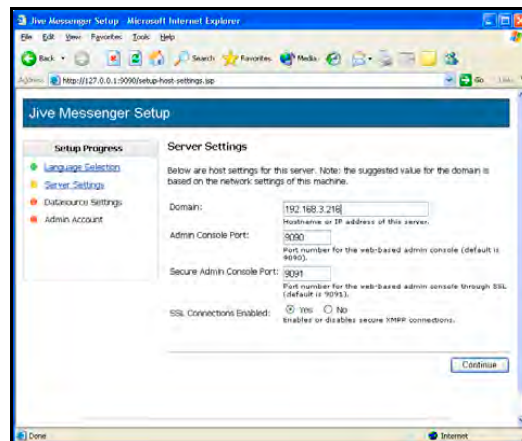 Jive Messenger Setup - Microsoft Internet Explorer
File Edit View Favorites Tools Help
Back Search Favorites Media
Address http://127.0.0.1:9090/setup-host-settings.jsp Go Links
Jive Messenger Setup
Setup Progress
Language Selection
Server Settings
Datasource Settings
Admin Account
Server Settings
Below are host settings for this server. Note: the suggested value for the domain is
based on the network settings of this machine.
Domain: 192.168.3.216
Hostname or IP address of this server.
Admin Console Port: 9090
Port number for the web-based admin console (default is
9090).
Secure Admin Console Port: 9091
Port number for the web-based admin console through SSL
(default is 9091).
SSL Connections Enabled: Yes No
Enables or disables secure XMPP connections.
Continue
Done Internet